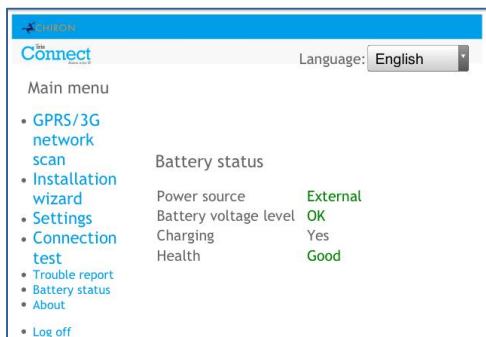 CHIRON
Iris
Connect
Language: English
Main menu
GPRS/3G
network
scan
Installation
wizard
Settings
Connection
test
Trouble report
Battery status
About
Log off
Battery status
Power source External
Battery voltage level OK
Charging Yes
Health Good